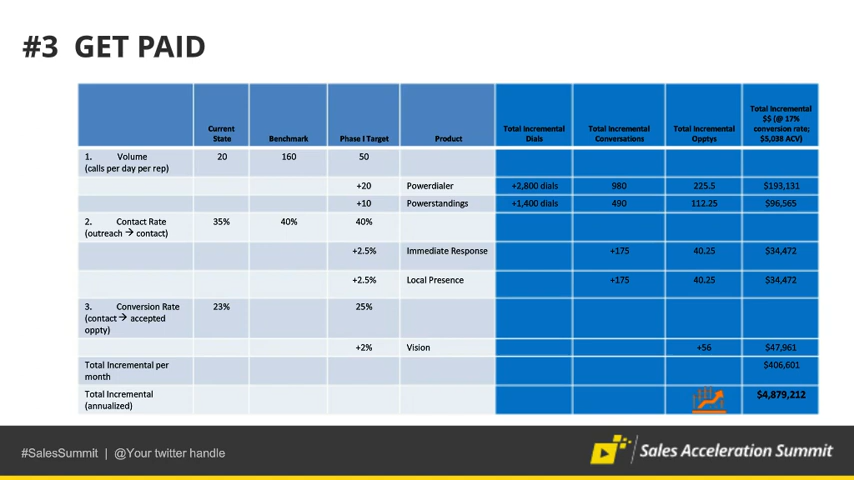 #3 GET PAID
Current State
Benchmark
Phase I Target
Product
Total Incremental Dials
Total Incremental Conversations
Total Incremental Opptys
Total Incremental $$ (@ 17% conversion rate; $5,038 ACV)
1. Volume (calls per day per rep) 20 160 50
+20 Powerdialer +2,800 dials 980 225.5 $193,131
+10 Powerstandings +1,400 dials 490 112.25 $96,565
2. Contact Rate (outreach → contact) 35% 40% 40%
+2.5% Immediate Response +175 40.25 $34,472
+2.5% Local Presence +175 40.25 $34,472
3. Conversion Rate (contact → accepted oppty) 23% 25%
+2% Vision +56 $47,961
Total Incremental per month $406,601
Total Incremental (annualized) $4,879,212
#SalesSummit | @Your twitter handle
Sales Acceleration Summit